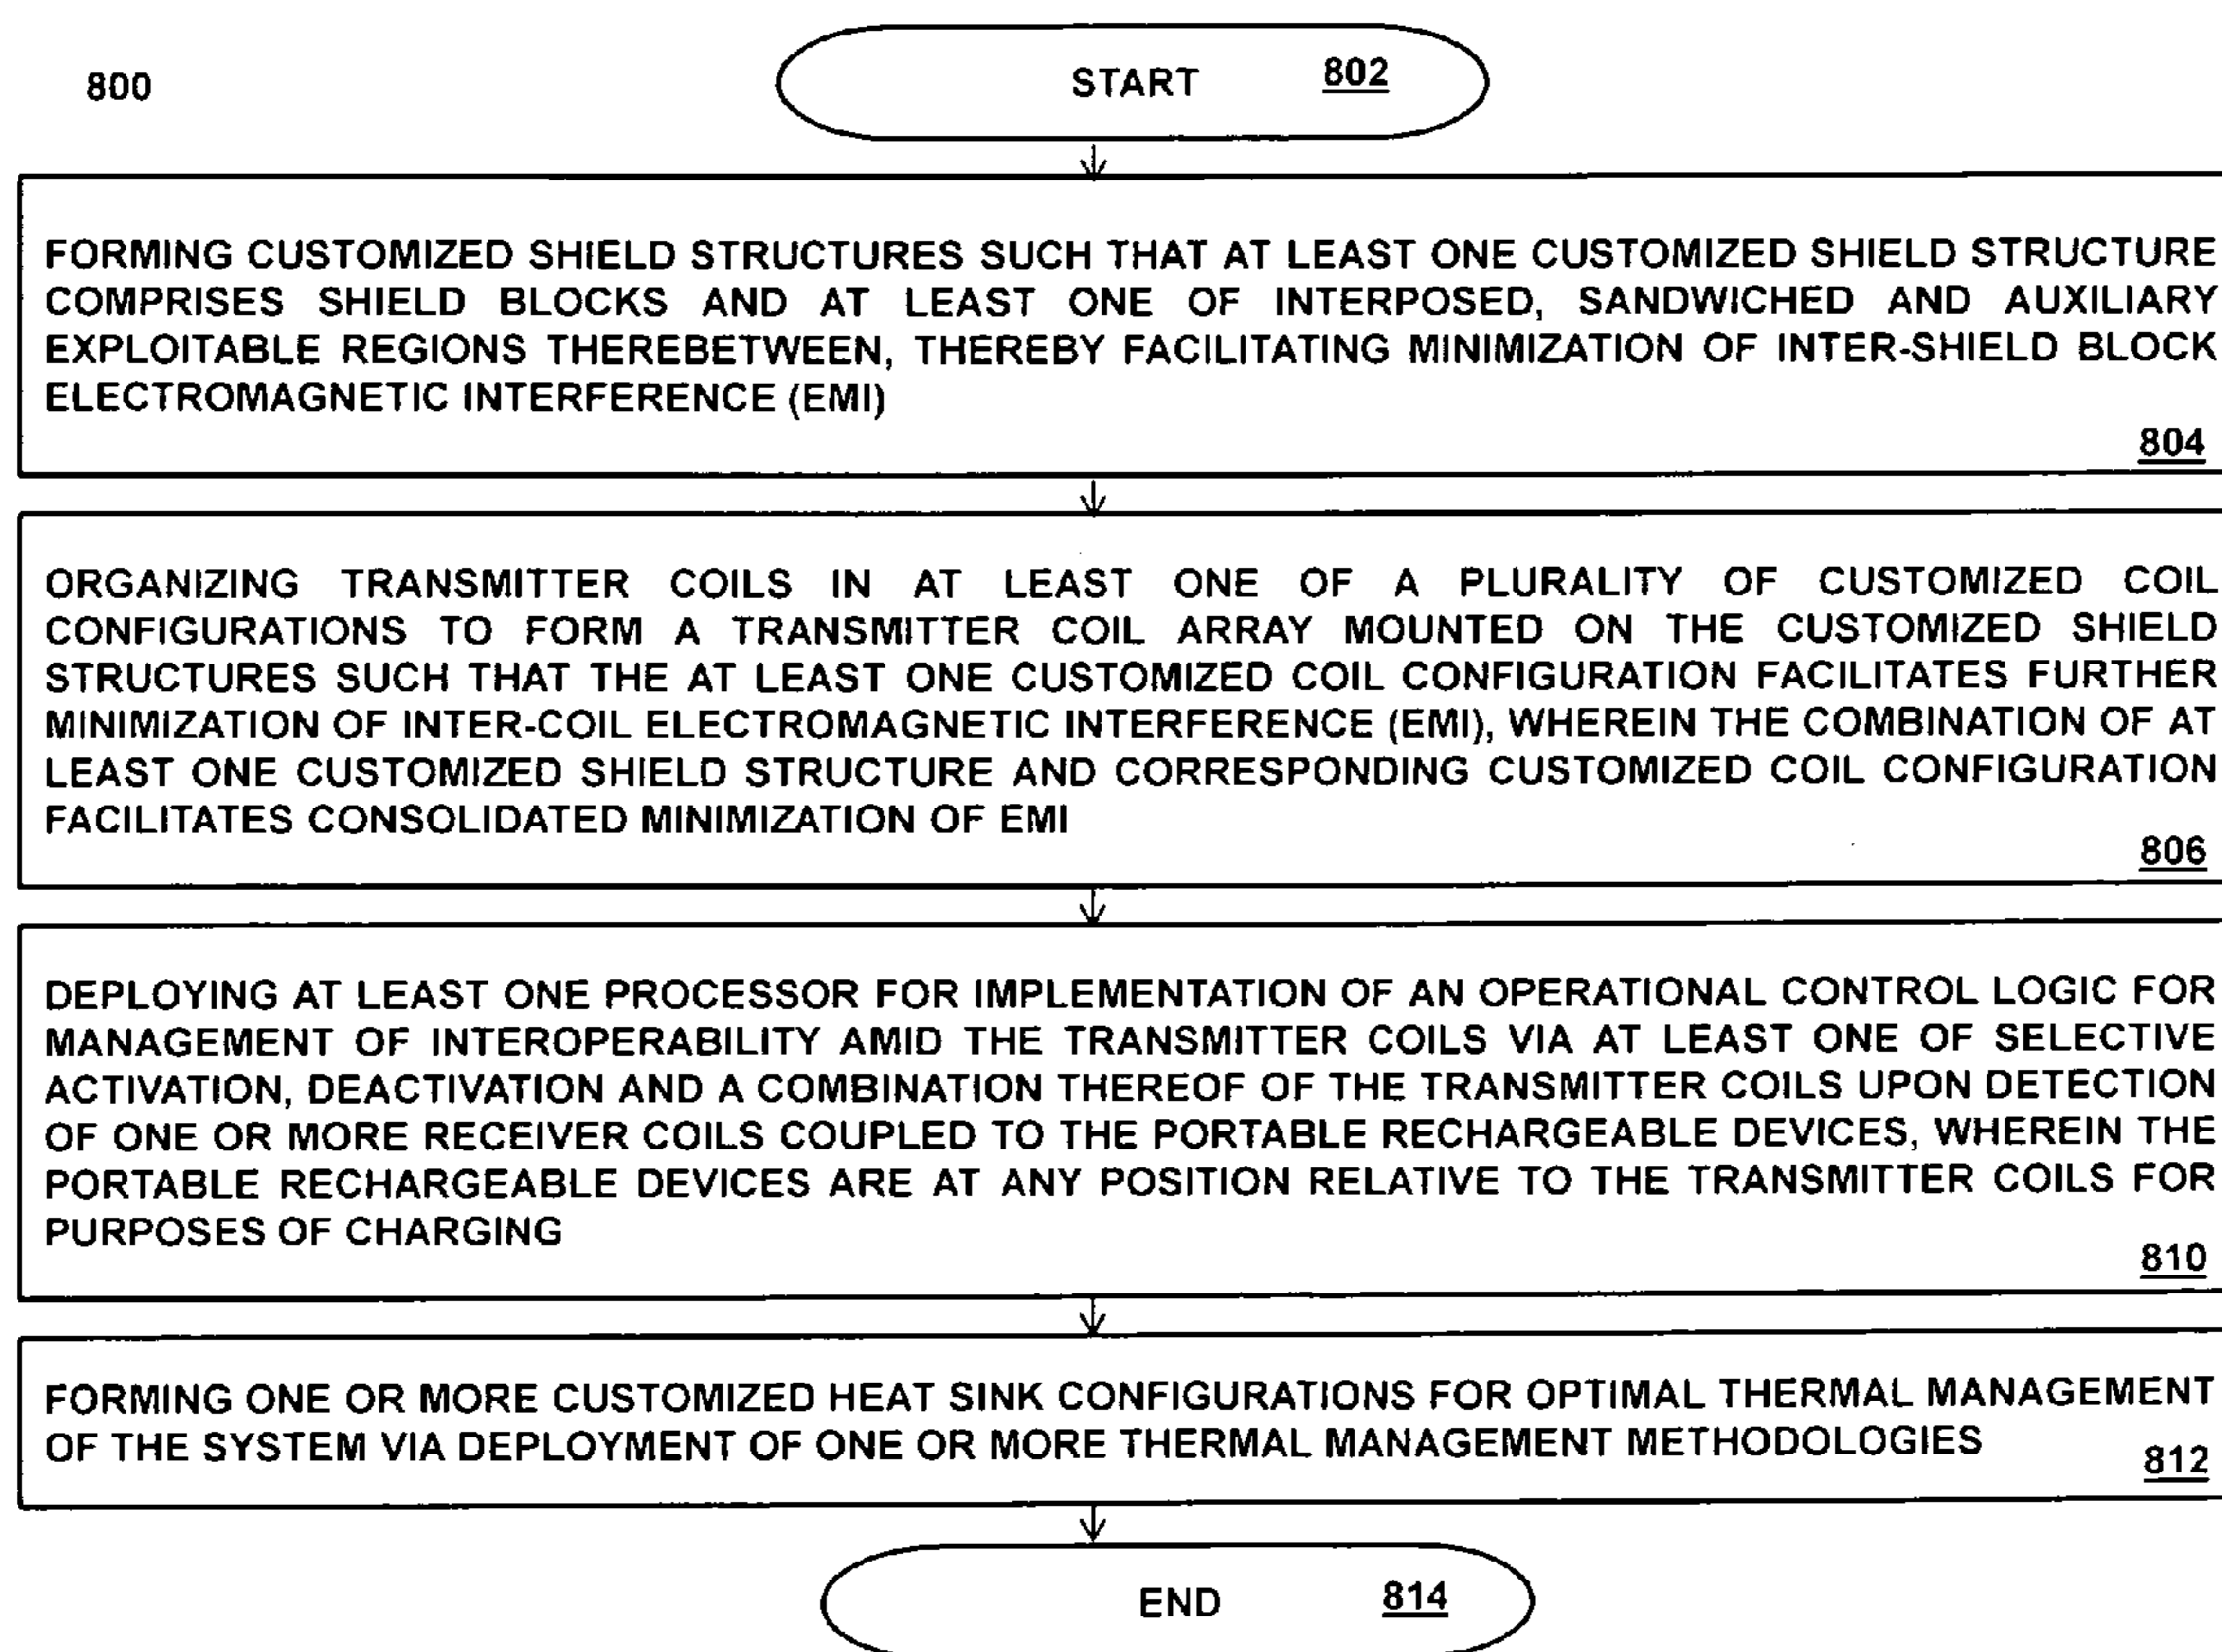 800
START 802
FORMING CUSTOMIZED SHIELD STRUCTURES SUCH THAT AT LEAST ONE CUSTOMIZED SHIELD STRUCTURE
COMPRISES SHIELD BLOCKS AND AT LEAST ONE OF INTERPOSED, SANDWICHED AND AUXILIARY
EXPLOITABLE REGIONS THEREBETWEEN, THEREBY FACILITATING MINIMIZATION OF INTER-SHIELD BLOCK
ELECTROMAGNETIC INTERFERENCE (EMI)
804
ORGANIZING TRANSMITTER COILS IN AT LEAST ONE OF A PLURALITY OF CUSTOMIZED COIL
CONFIGURATIONS TO FORM A TRANSMITTER COIL ARRAY MOUNTED ON THE CUSTOMIZED SHIELD
STRUCTURES SUCH THAT THE AT LEAST ONE CUSTOMIZED COIL CONFIGURATION FACILITATES FURTHER
MINIMIZATION OF INTER-COIL ELECTROMAGNETIC INTERFERENCE (EMI), WHEREIN THE COMBINATION OF AT
LEAST ONE CUSTOMIZED SHIELD STRUCTURE AND CORRESPONDING CUSTOMIZED COIL CONFIGURATION
FACILITATES CONSOLIDATED MINIMIZATION OF EMI
806
DEPLOYING AT LEAST ONE PROCESSOR FOR IMPLEMENTATION OF AN OPERATIONAL CONTROL LOGIC FOR
MANAGEMENT OF INTEROPERABILITY AMID THE TRANSMITTER COILS VIA AT LEAST ONE OF SELECTIVE
ACTIVATION, DEACTIVATION AND A COMBINATION THEREOF OF THE TRANSMITTER COILS UPON DETECTION
OF ONE OR MORE RECEIVER COILS COUPLED TO THE PORTABLE RECHARGEABLE DEVICES, WHEREIN THE
PORTABLE RECHARGEABLE DEVICES ARE AT ANY POSITION RELATIVE TO THE TRANSMITTER COILS FOR
PURPOSES OF CHARGING
810
FORMING ONE OR MORE CUSTOMIZED HEAT SINK CONFIGURATIONS FOR OPTIMAL THERMAL MANAGEMENT
OF THE SYSTEM VIA DEPLOYMENT OF ONE OR MORE THERMAL MANAGEMENT METHODOLOGIES
812
END 814